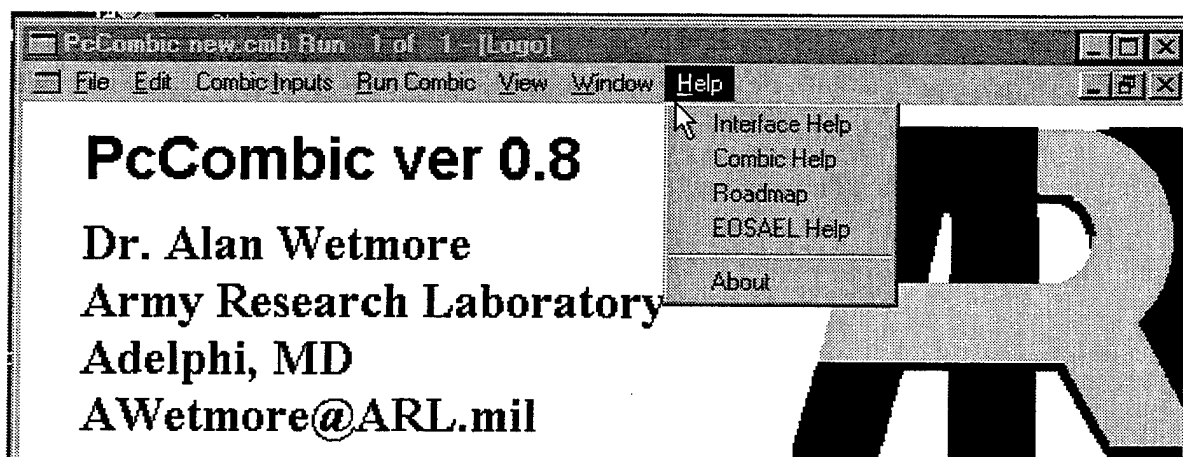 PcCombic new.cmb Run 1 of 1 - [Logo]
File Edit Combic Inputs Run Combic View Window Help
Interface Help
Combic Help
Roadmap
EOSAEL Help
About
PcCombic ver 0.8
Dr. Alan Wetmore
Army Research Laboratory
Adelphi, MD
AWetmore@ARL.mil
AR